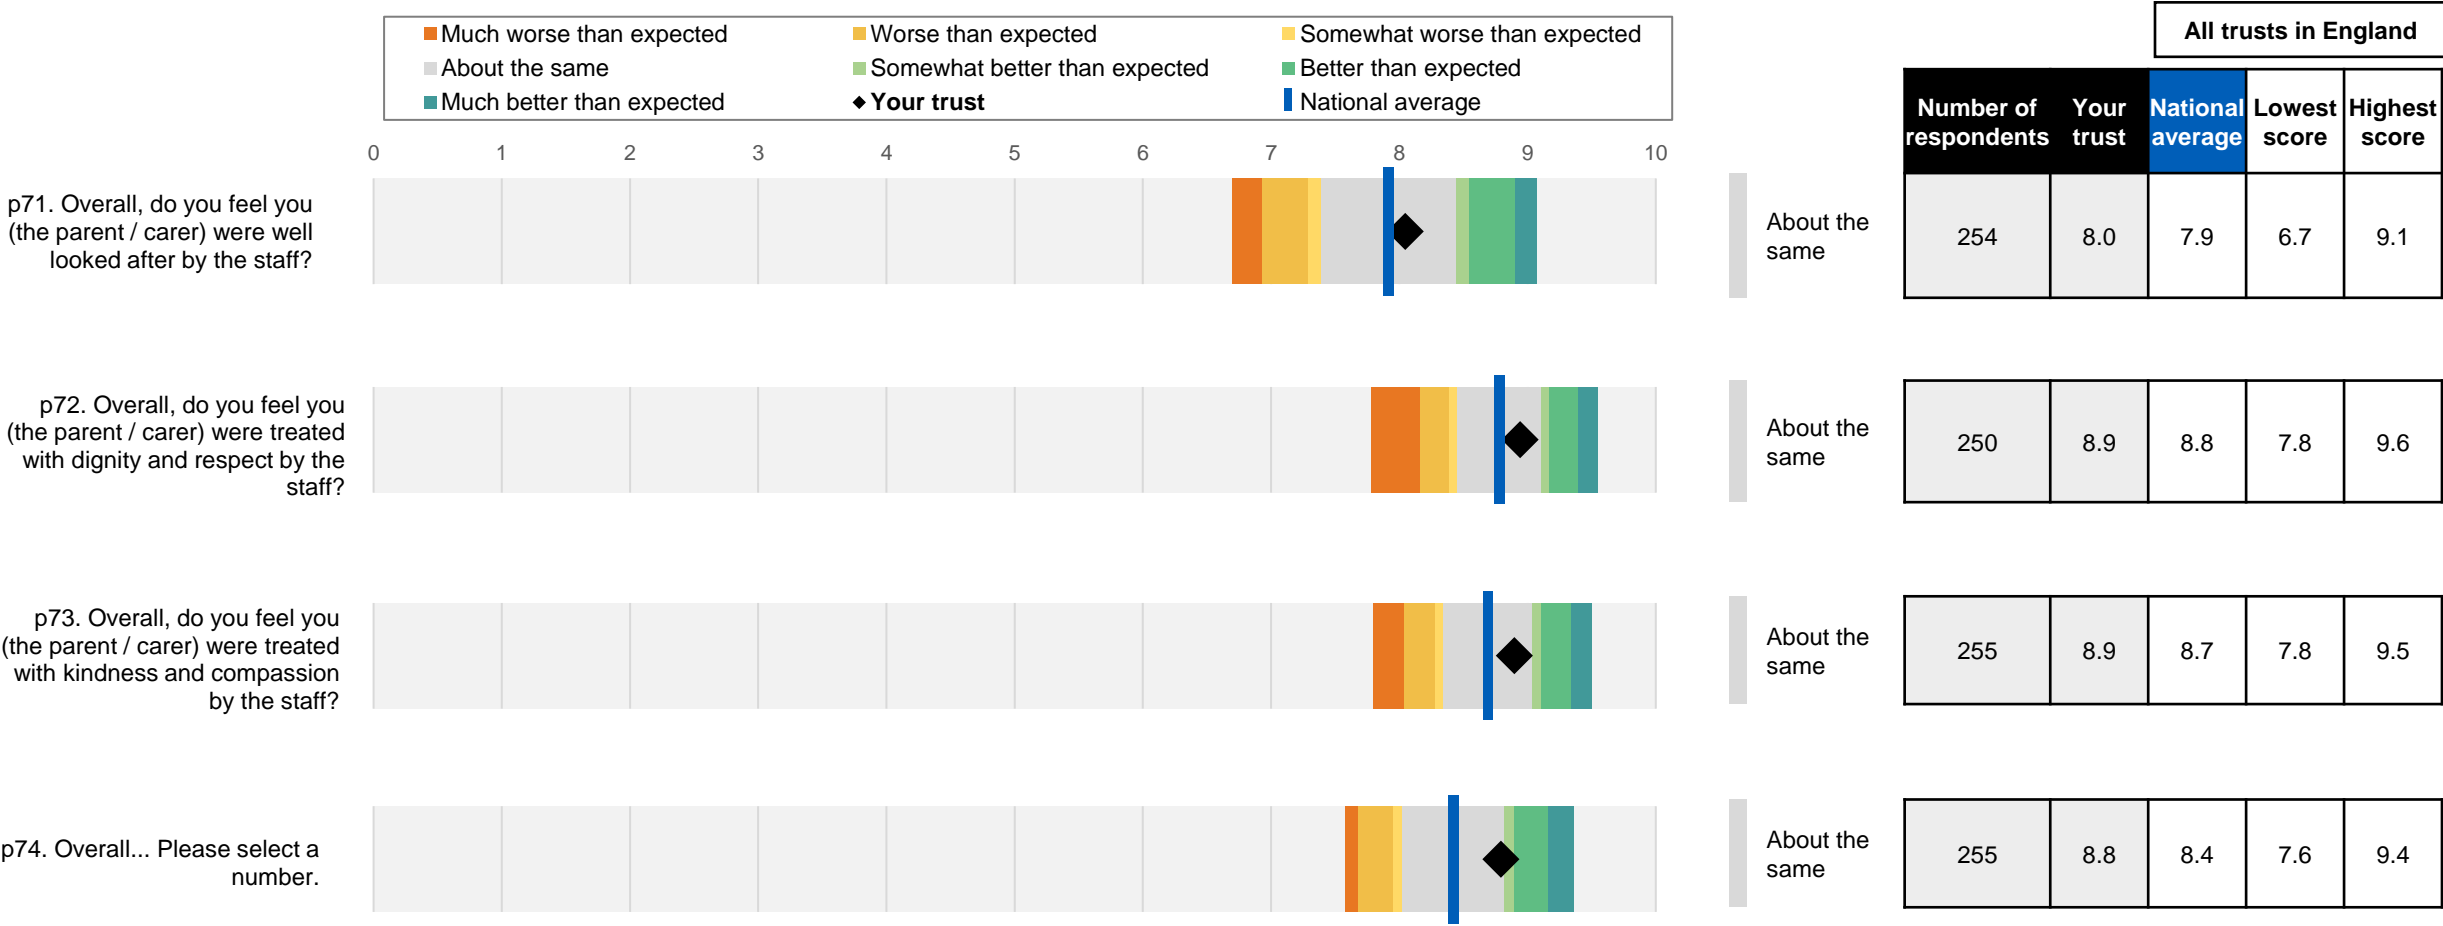 All trusts in England
Much worse than expected Worse than expected Somewhat worse than expected
About the same Somewhat better than expected Better than expected
Much better than expected Your trust National average
Number of respondents Your trust National average Lowest score Highest score
0 1 2 3 4 5 6 7 8 9 10
p71. Overall, do you feel you
(the parent / carer) were well
looked after by the staff?
About the
same
254 8.0 7.9 6.7 9.1
p72. Overall, do you feel you
(the parent / carer) were treated
with dignity and respect by the
staff?
About the
same
250 8.9 8.8 7.8 9.6
p73. Overall, do you feel you
(the parent / carer) were treated
with kindness and compassion
by the staff?
About the
same
255 8.9 8.7 7.8 9.5
p74. Overall... Please select a
number.
About the
same
255 8.8 8.4 7.6 9.4